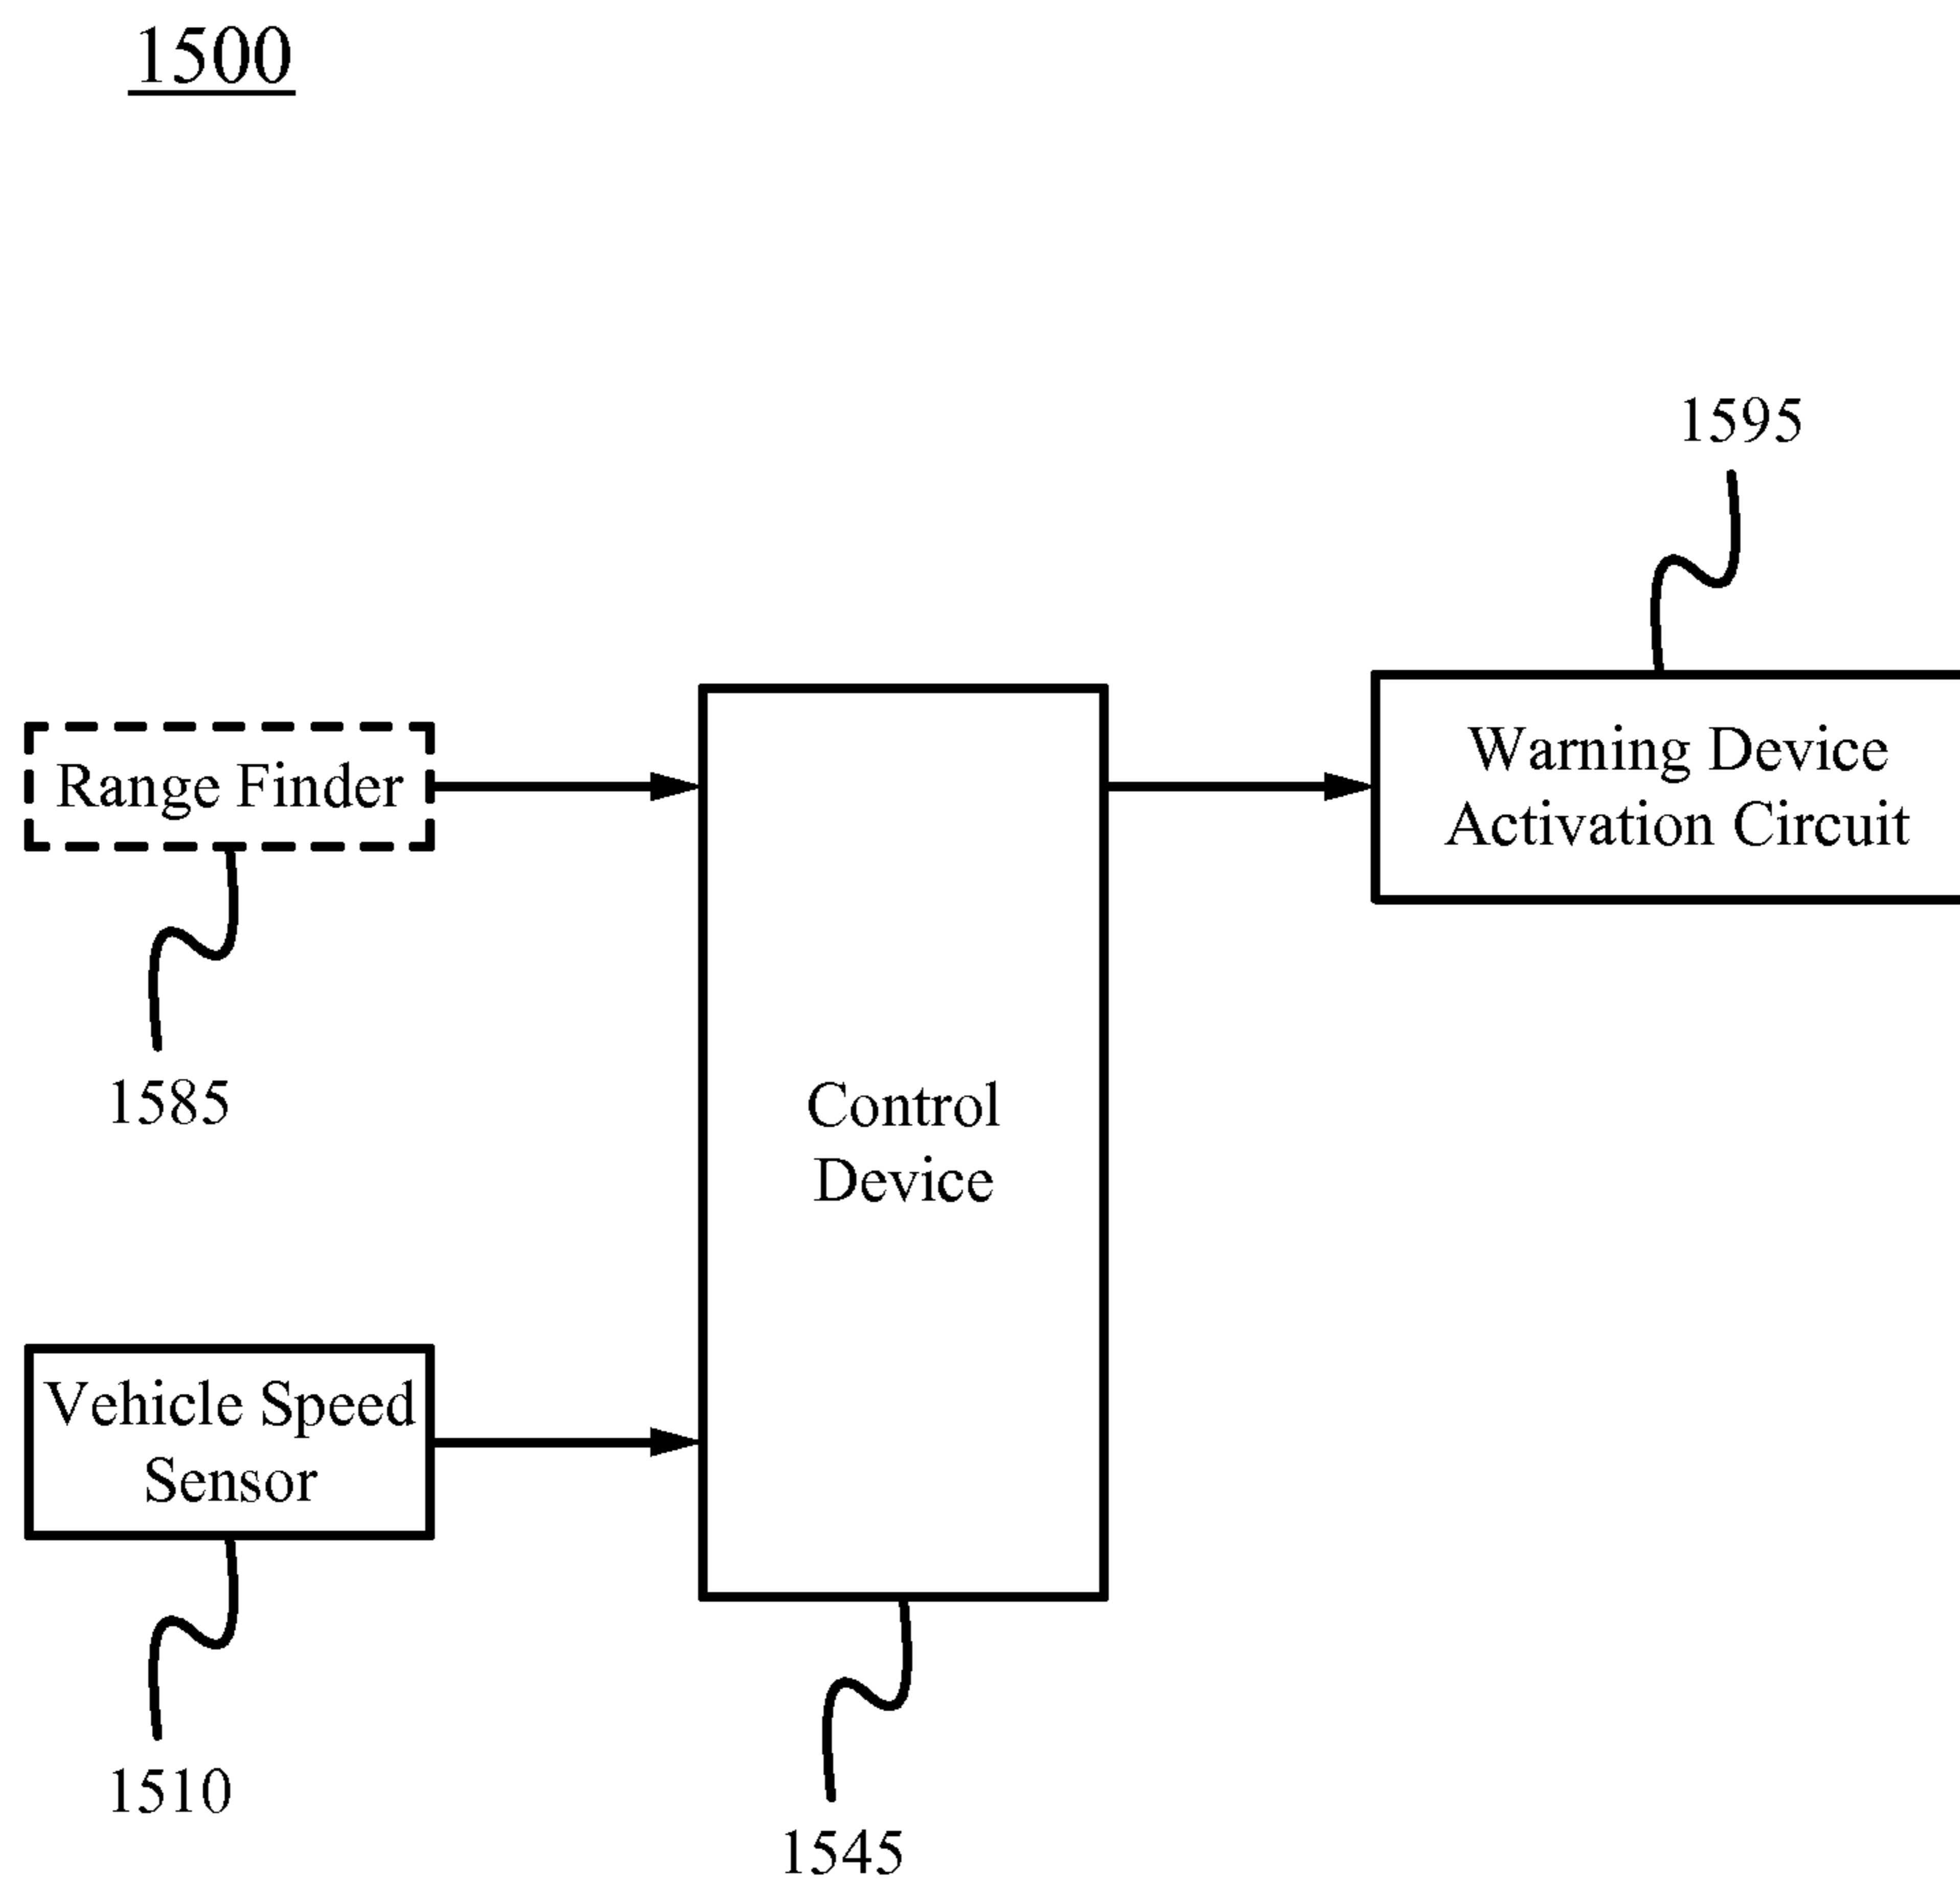 1500
1595
Range Finder
Warning Device
Activation Circuit
1585
Control
Device
Vehicle Speed
Sensor
1510
1545